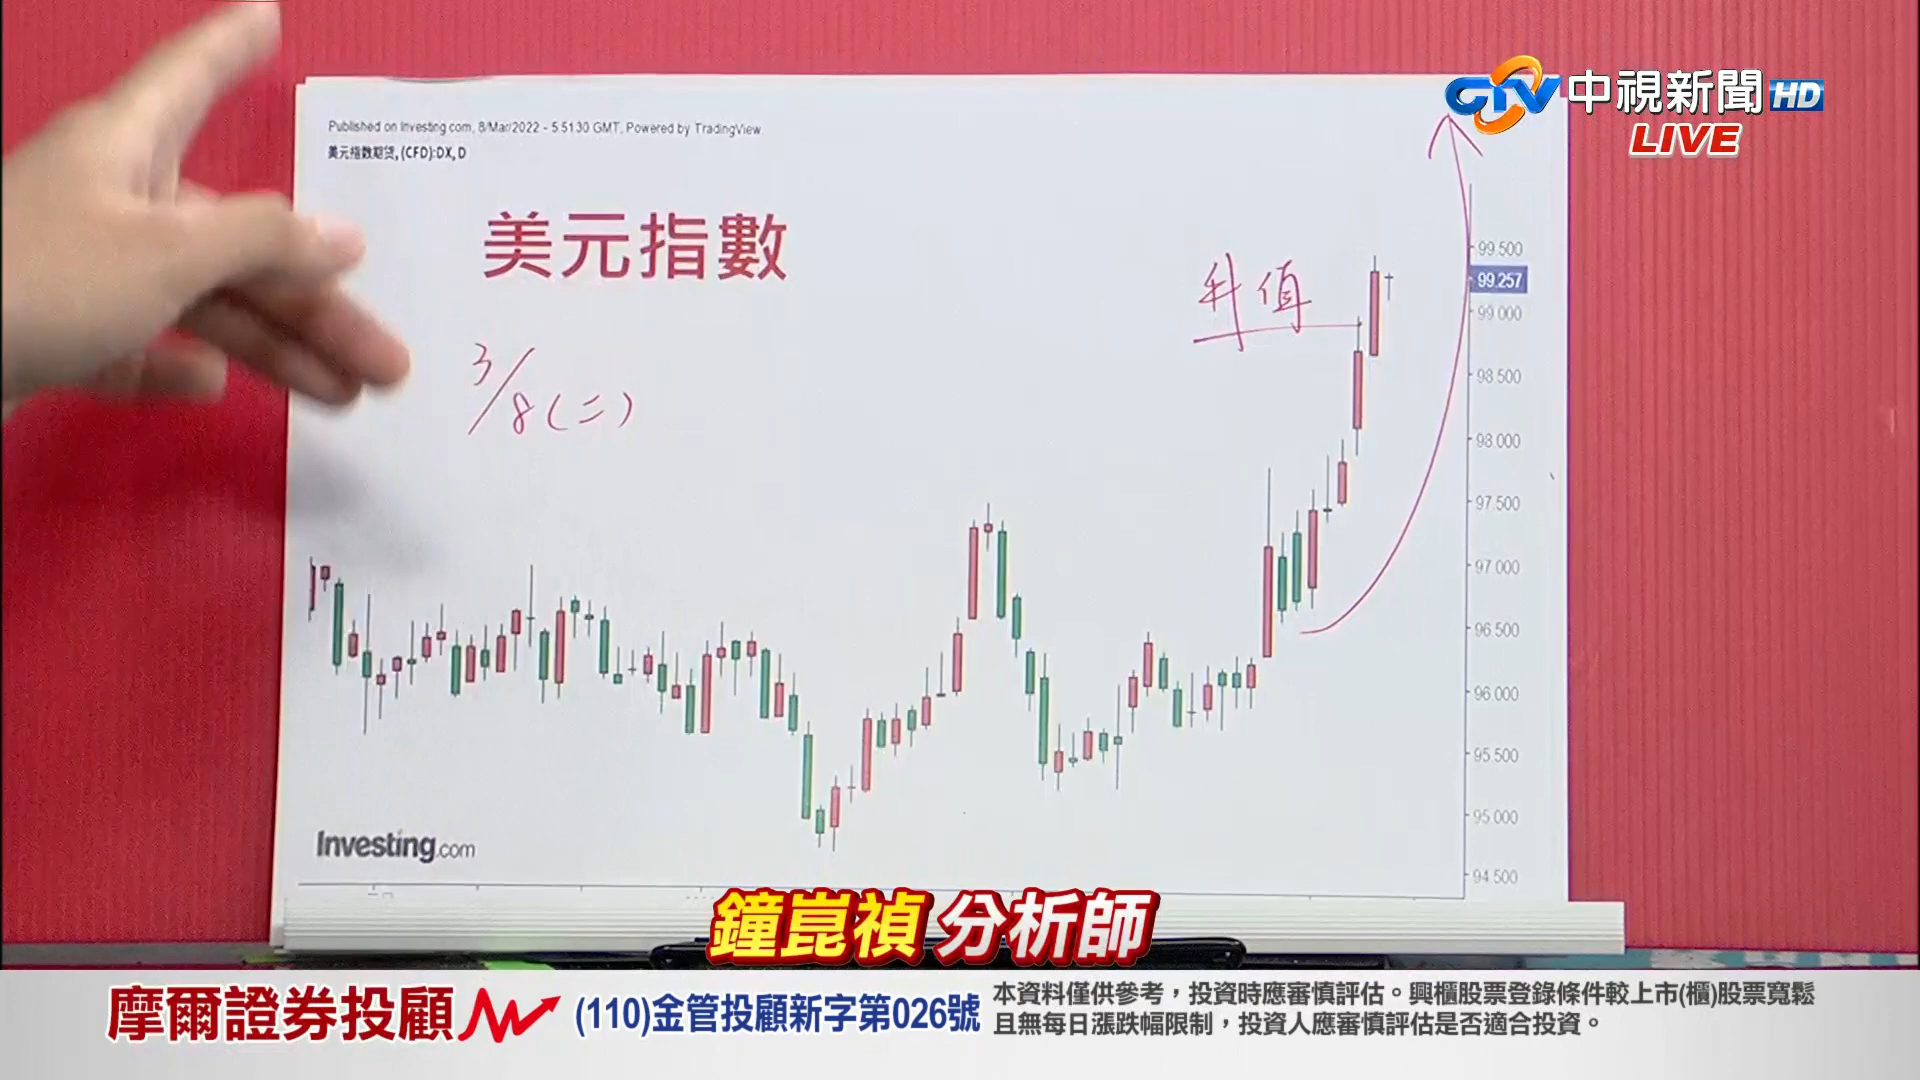 CTV 中視新聞 HD
LIVE
Published on Investing.com, 8/Mar/2022 - 5:51:30 GMT, Powered by TradingView.
美元指數期货, (CFD):DX, D
美元指數
3/8(二)
升值
99.500
99.257
99.000
98.500
98.000
97.500
97.000
96.500
96.000
95.500
95.000
94.500
Investing.com
鐘崑禎 分析師
摩爾證券投顧
(110)金管投顧新字第026號
本資料僅供參考，投資時應審慎評估。興櫃股票登錄條件較上市(櫃)股票寬鬆
且無每日漲跌幅限制，投資人應審慎評估是否適合投資。